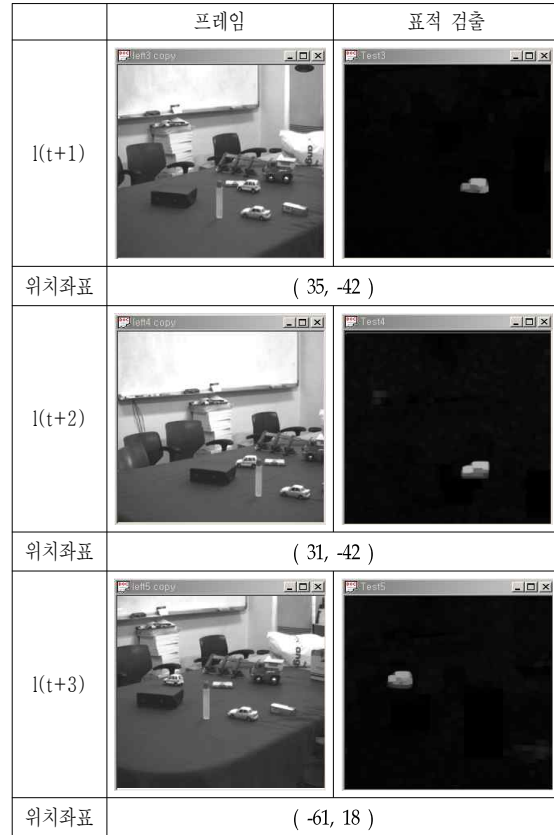 프레임 표적 검출
left3 copy Test3
l(t+1)
위치좌표 ( 35, -42 )
left4 copy Test4
l(t+2)
위치좌표 ( 31, -42 )
left5 copy Test5
l(t+3)
위치좌표 ( -61, 18 )